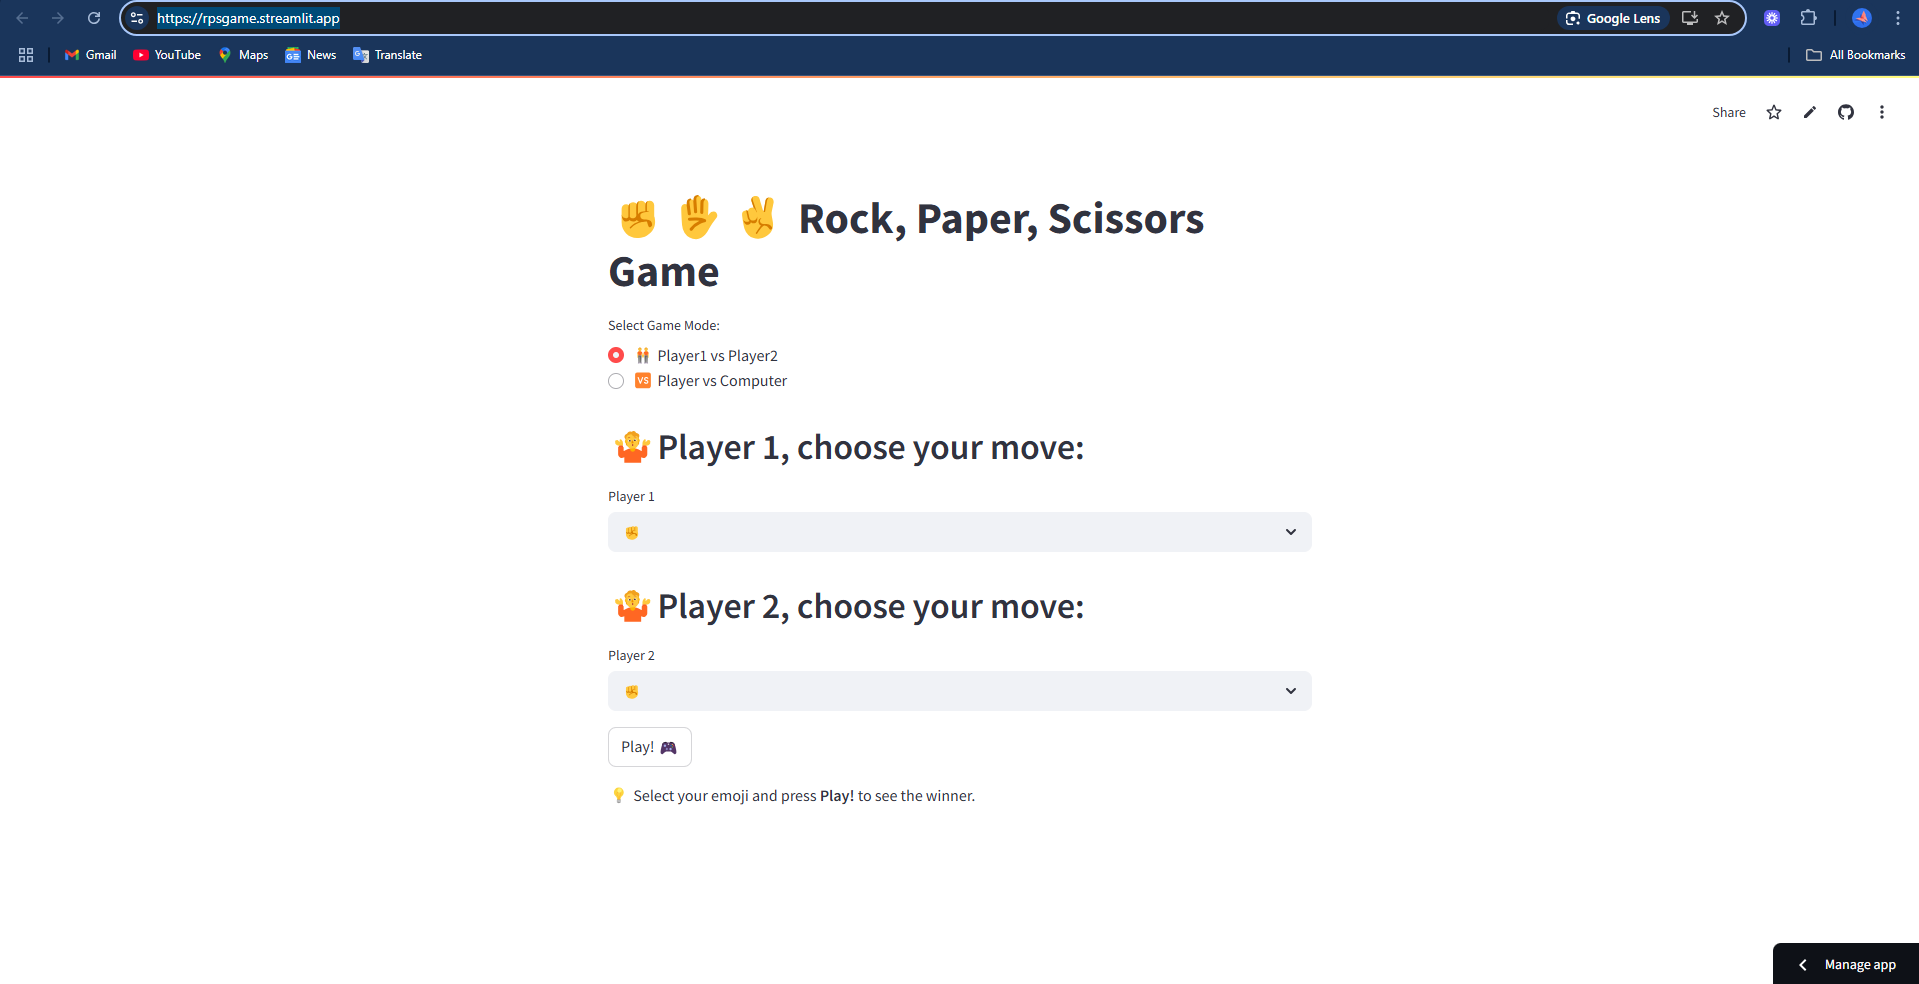 https://rpsgame.streamlit.app
Google Lens
Gmail
YouTube
Maps
News
Translate
All Bookmarks
Share
Rock, Paper, Scissors
Game
Select Game Mode:
Player1 vs Player2
VS Player vs Computer
Player 1, choose your move:
Player 1
Player 2, choose your move:
Player 2
Play!
Select your emoji and press Play! to see the winner.
Manage app